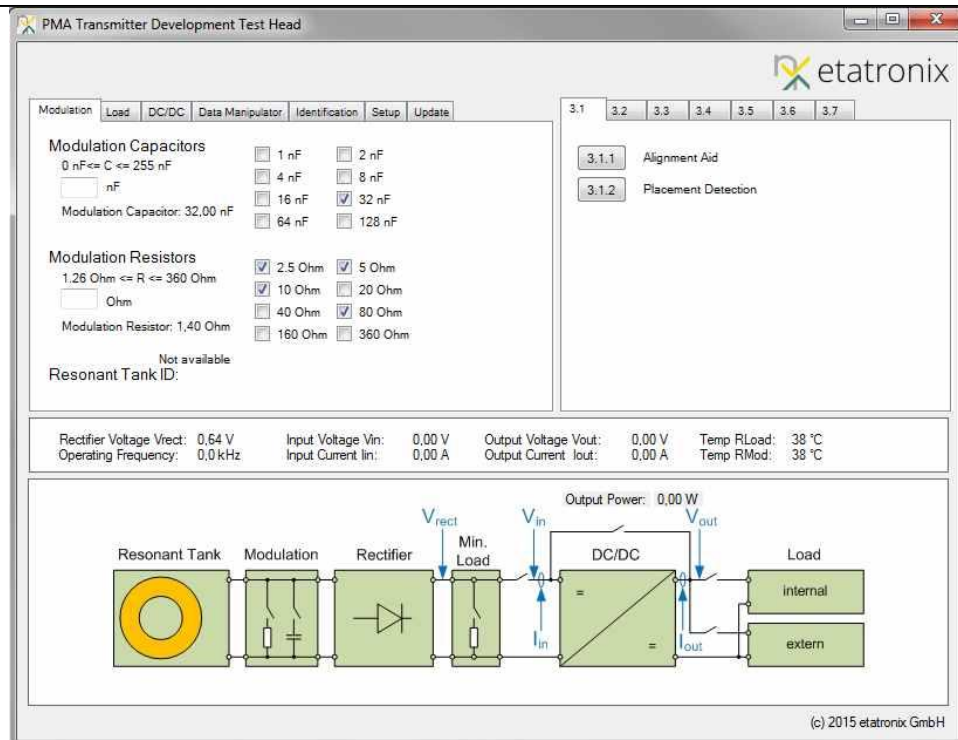 PMA Transmitter Development Test Head
etatronix
Modulation Load DC/DC Data Manipulator Identification Setup Update
Modulation Capacitors
0 nF<= C <= 255 nF
nF
Modulation Capacitor: 32,00 nF
1 nF 2 nF
4 nF 8 nF
16 nF 32 nF
64 nF 128 nF
Modulation Resistors
1.26 Ohm <= R <= 360 Ohm
Ohm
Modulation Resistor: 1,40 Ohm
2.5 Ohm 5 Ohm
10 Ohm 20 Ohm
40 Ohm 80 Ohm
160 Ohm 360 Ohm
Not available
Resonant Tank ID:
3.1 3.2 3.3 3.4 3.5 3.6 3.7
3.1.1 Alignment Aid
3.1.2 Placement Detection
Rectifier Voltage Vrect: 0,64 V Input Voltage Vin: 0,00 V Output Voltage Vout: 0,00 V Temp RLoad: 38 °C
Operating Frequency: 0,0 kHz Input Current Iin: 0,00 A Output Current Iout: 0,00 A Temp RMod: 38 °C
Output Power: 0,00 W
Vrect Vin Vout
Resonant Tank Modulation Rectifier Min. Load DC/DC Load
= internal
Iin = Iout extern
(c) 2015 etatronix GmbH